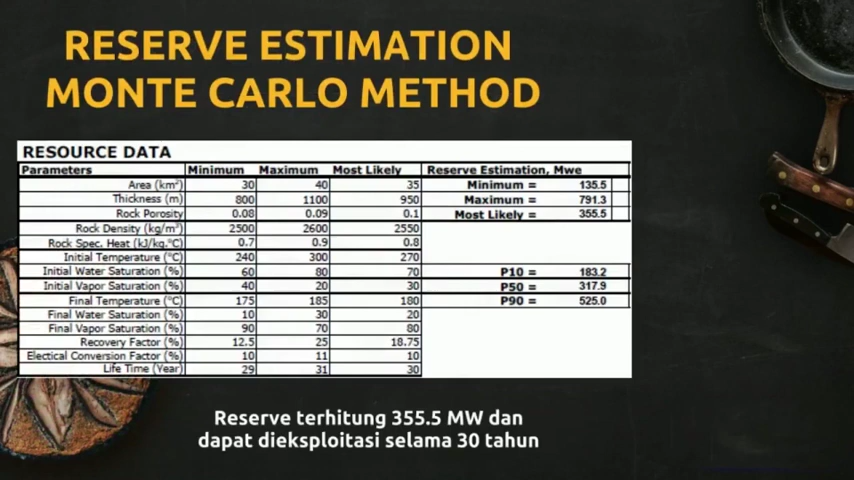 RESERVE ESTIMATION
MONTE CARLO METHOD
RESOURCE DATA
Parameters Minimum Maximum Most Likely Reserve Estimation, Mwe
Area (km²) 30 40 35 Minimum = 135.5
Thickness (m) 800 1100 950 Maximum = 791.3
Rock Porosity 0.08 0.09 0.1 Most Likely = 355.5
Rock Density (kg/m³) 2500 2600 2550
Rock Spec. Heat (kJ/kg.°C) 0.7 0.9 0.8
Initial Temperature (°C) 240 300 270
Initial Water Saturation (%) 60 80 70 P10 = 183.2
Initial Vapor Saturation (%) 40 20 30 P50 = 317.9
Final Temperature (°C) 175 185 180 P90 = 525.0
Final Water Saturation (%) 10 30 20
Final Vapor Saturation (%) 90 70 80
Recovery Factor (%) 12.5 25 18.75
Electical Conversion Factor (%) 10 11 10
Life Time (Year) 29 31 30
Reserve terhitung 355.5 MW dan
dapat dieksploitasi selama 30 tahun